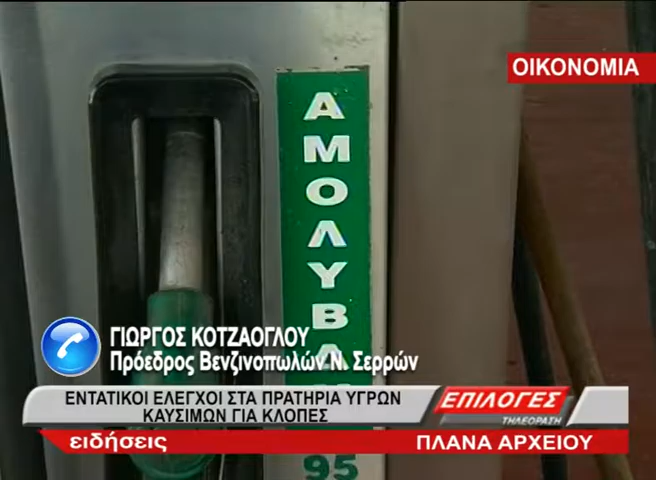 ΟΙΚΟΝΟΜΙΑ
ΑΜΟΛΥΒΔ
95
ΓΙΩΡΓΟΣ ΚΟΤΖΑΟΓΛΟΥ
Πρόεδρος Βενζινοπωλών Ν. Σερρών
ΕΝΤΑΤΙΚΟΙ ΕΛΕΓΧΟΙ ΣΤΑ ΠΡΑΤΗΡΙΑ ΥΓΡΩΝ
ΚΑΥΣΙΜΩΝ ΓΙΑ ΚΛΟΠΕΣ
ΕΠΙΛΟΓΕΣ
ΤΗΛΕΟΡΑΣΗ
ειδήσεις
ΠΛΑΝΑ ΑΡΧΕΙΟΥ